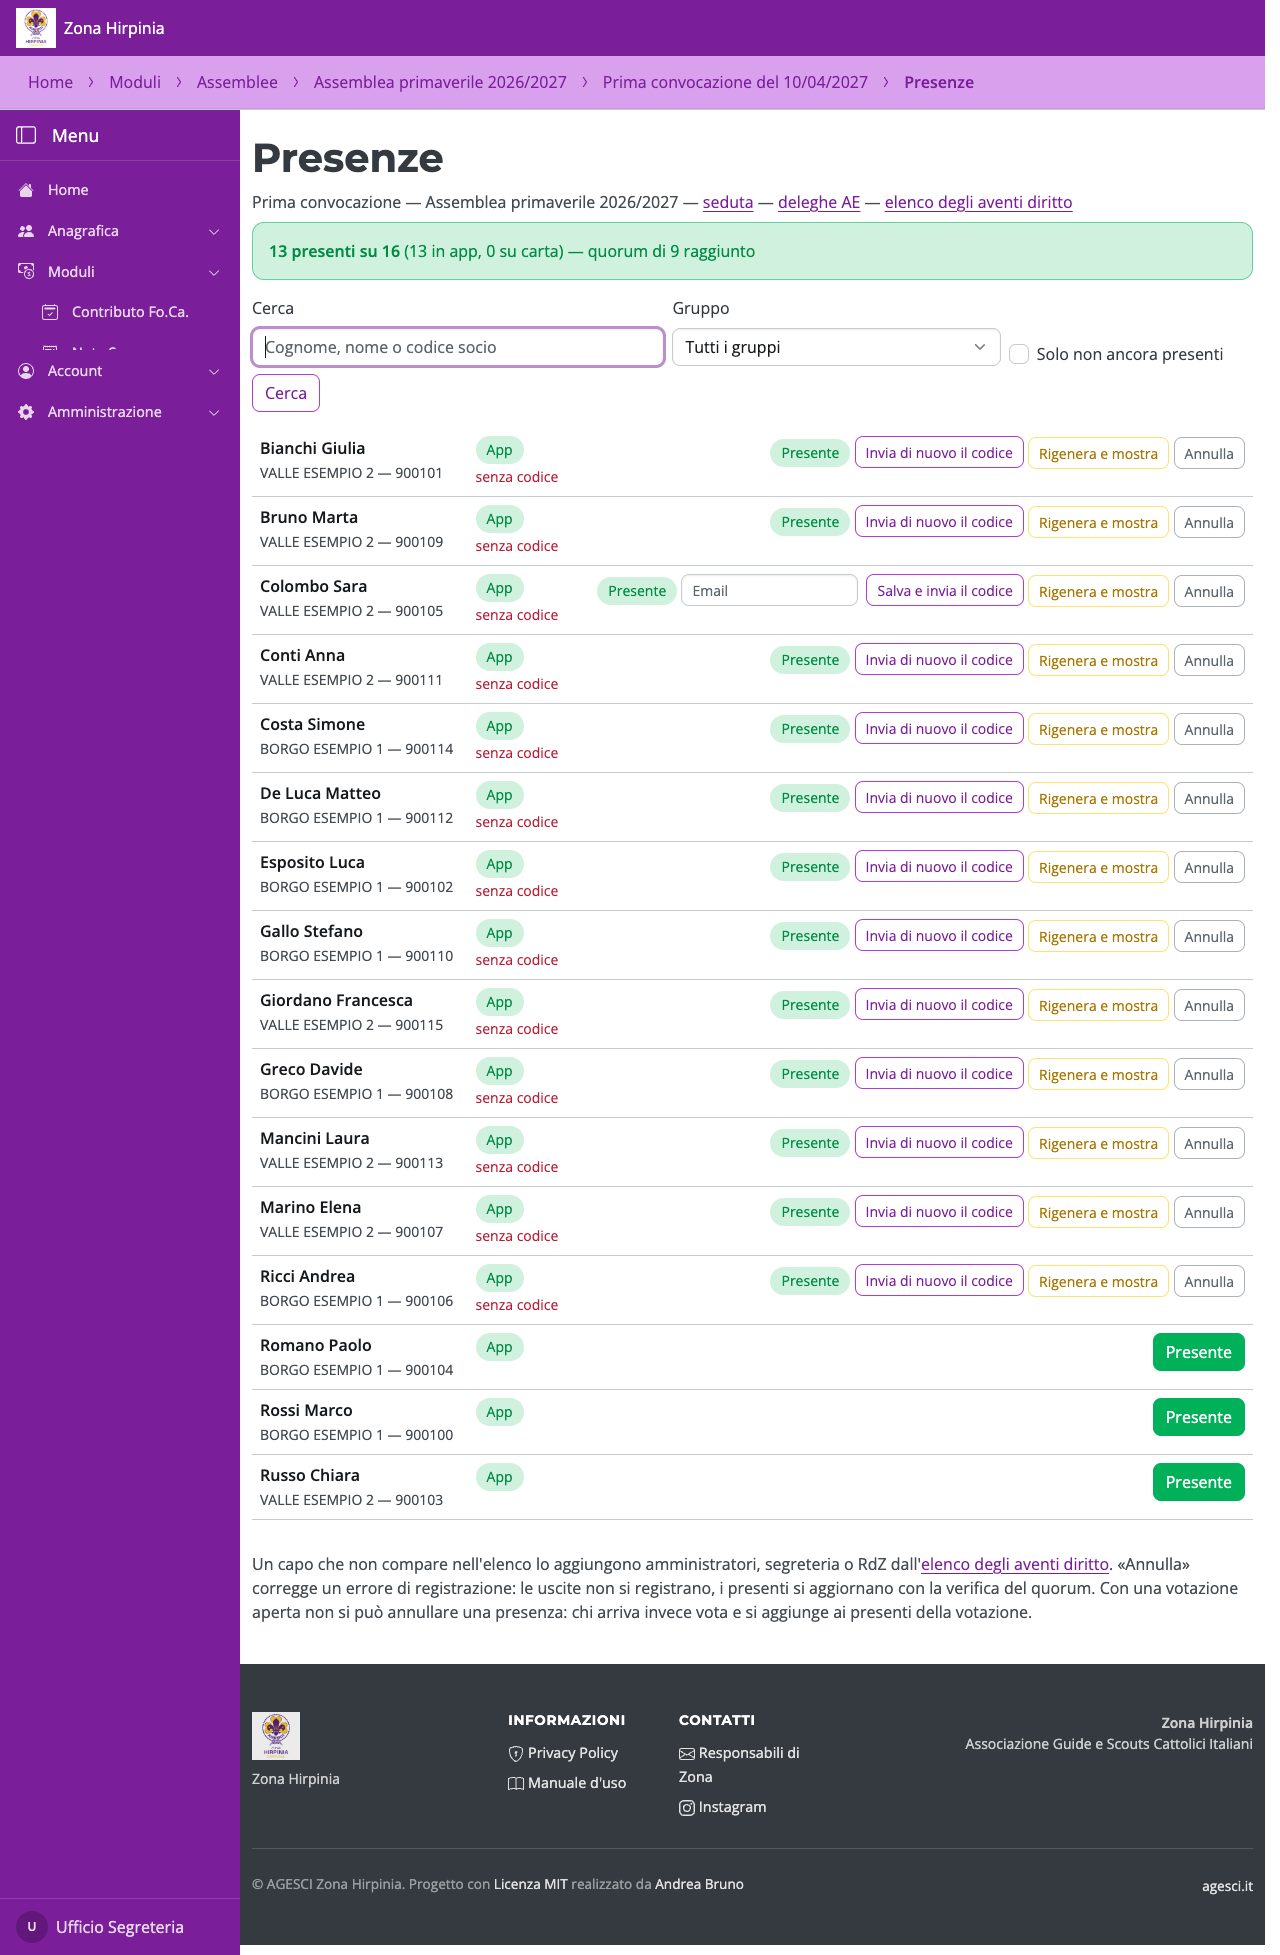 Zona Hirpinia
Home
Moduli
Assemblee
Assemblea primaverile 2026/2027
Prima convocazione del 10/04/2027
Presenze
Menu
Home
Anagrafica
Moduli
Contributo Fo.Ca.
Account
Amministrazione
Presenze
Prima convocazione — Assemblea primaverile 2026/2027 — seduta — deleghe AE — elenco degli aventi diritto
13 presenti su 16 (13 in app, 0 su carta) — quorum di 9 raggiunto
Cerca
Gruppo
Cognome, nome o codice socio
Tutti i gruppi
Solo non ancora presenti
Cerca
Bianchi Giulia
VALLE ESEMPIO 2 — 900101
App
senza codice
Presente
Invia di nuovo il codice
Rigenera e mostra
Annulla
Bruno Marta
VALLE ESEMPIO 2 — 900109
App
senza codice
Presente
Invia di nuovo il codice
Rigenera e mostra
Annulla
Colombo Sara
VALLE ESEMPIO 2 — 900105
App
senza codice
Presente
Email
Salva e invia il codice
Rigenera e mostra
Annulla
Conti Anna
VALLE ESEMPIO 2 — 900111
App
senza codice
Presente
Invia di nuovo il codice
Rigenera e mostra
Annulla
Costa Simone
BORGO ESEMPIO 1 — 900114
App
senza codice
Presente
Invia di nuovo il codice
Rigenera e mostra
Annulla
De Luca Matteo
BORGO ESEMPIO 1 — 900112
App
senza codice
Presente
Invia di nuovo il codice
Rigenera e mostra
Annulla
Esposito Luca
BORGO ESEMPIO 1 — 900102
App
senza codice
Presente
Invia di nuovo il codice
Rigenera e mostra
Annulla
Gallo Stefano
BORGO ESEMPIO 1 — 900110
App
senza codice
Presente
Invia di nuovo il codice
Rigenera e mostra
Annulla
Giordano Francesca
VALLE ESEMPIO 2 — 900115
App
senza codice
Presente
Invia di nuovo il codice
Rigenera e mostra
Annulla
Greco Davide
BORGO ESEMPIO 1 — 900108
App
senza codice
Presente
Invia di nuovo il codice
Rigenera e mostra
Annulla
Mancini Laura
VALLE ESEMPIO 2 — 900113
App
senza codice
Presente
Invia di nuovo il codice
Rigenera e mostra
Annulla
Marino Elena
VALLE ESEMPIO 2 — 900107
App
senza codice
Presente
Invia di nuovo il codice
Rigenera e mostra
Annulla
Ricci Andrea
BORGO ESEMPIO 1 — 900106
App
senza codice
Presente
Invia di nuovo il codice
Rigenera e mostra
Annulla
Romano Paolo
BORGO ESEMPIO 1 — 900104
App
Presente
Rossi Marco
BORGO ESEMPIO 1 — 900100
App
Presente
Russo Chiara
VALLE ESEMPIO 2 — 900103
App
Presente
Un capo che non compare nell'elenco lo aggiungono amministratori, segreteria o RdZ dall'elenco degli aventi diritto. «Annulla»
corregge un errore di registrazione: le uscite non si registrano, i presenti si aggiornano con la verifica del quorum. Con una votazione
aperta non si può annullare una presenza: chi arriva invece vota e si aggiunge ai presenti della votazione.
HIRPINIA
Zona Hirpinia
INFORMAZIONI
Privacy Policy
Manuale d'uso
CONTATTI
Responsabili di
Zona
Instagram
Zona Hirpinia
Associazione Guide e Scouts Cattolici Italiani
© AGESCI Zona Hirpinia. Progetto con Licenza MIT realizzato da Andrea Bruno
agesci.it
U
Ufficio Segreteria